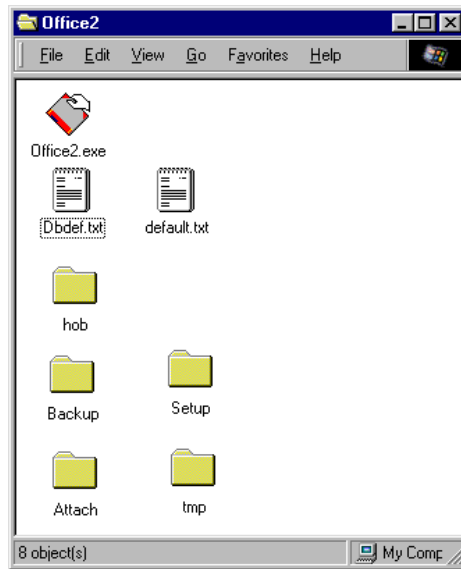 Office2
File Edit View Go Favorites Help
Office2.exe
Dbdef.txt default.txt
hob
Backup Setup
Attach tmp
8 object(s) My Comp